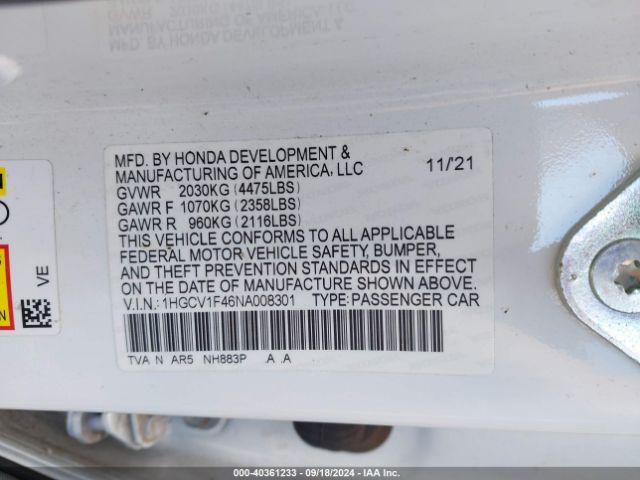 MFD. BY HONDA DEVELOPMENT &
MANUFACTURING OF AMERICA, LLC 11/21
GVWR 2030KG (4475LBS)
GAWR F 1070KG (2358LBS)
GAWR R 960KG (2116LBS)
THIS VEHICLE CONFORMS TO ALL APPLICABLE
FEDERAL MOTOR VEHICLE SAFETY, BUMPER,
AND THEFT PREVENTION STANDARDS IN EFFECT
ON THE DATE OF MANUFACTURE SHOWN ABOVE.
V.I.N.: 1HGCV1F46NA008301 TYPE: PASSENGER CAR
TVA N AR5 NH883P A .A
VE
000-40361233 - 09/18/2024 - IAA Inc.